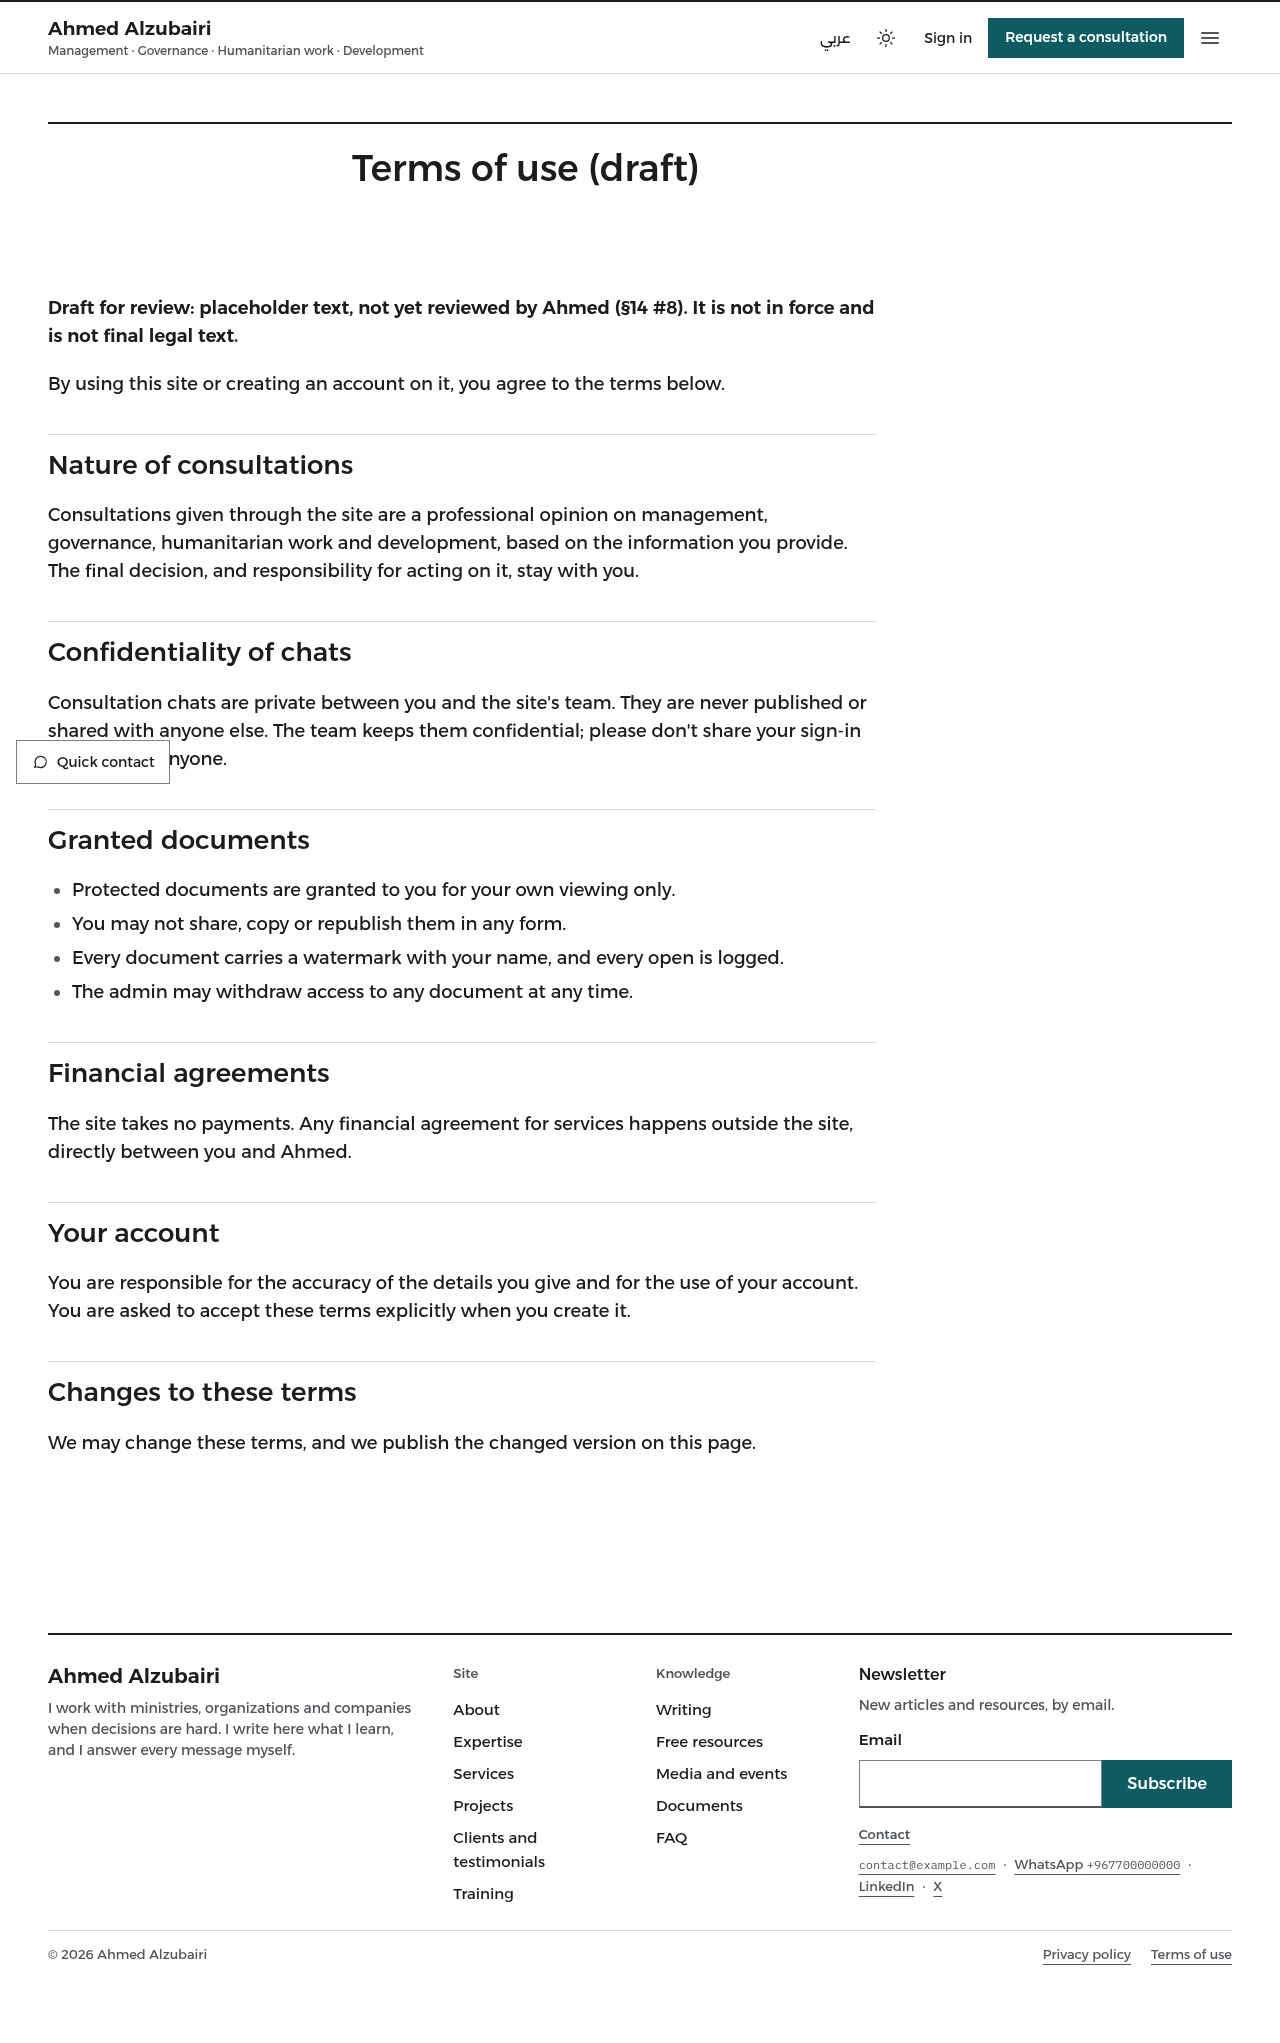 Ahmed Alzubairi
Management · Governance · Humanitarian work · Development
عربي
Sign in
Request a consultation
Terms of use (draft)
Draft for review: placeholder text, not yet reviewed by Ahmed (§14 #8). It is not in force and
is not final legal text.
By using this site or creating an account on it, you agree to the terms below.
Nature of consultations
Consultations given through the site are a professional opinion on management,
governance, humanitarian work and development, based on the information you provide.
The final decision, and responsibility for acting on it, stay with you.
Confidentiality of chats
Consultation chats are private between you and the site's team. They are never published or
shared with anyone else. The team keeps them confidential; please don't share your sign-in
nyone.
Quick contact
Granted documents
Protected documents are granted to you for your own viewing only.
You may not share, copy or republish them in any form.
Every document carries a watermark with your name, and every open is logged.
The admin may withdraw access to any document at any time.
Financial agreements
The site takes no payments. Any financial agreement for services happens outside the site,
directly between you and Ahmed.
Your account
You are responsible for the accuracy of the details you give and for the use of your account.
You are asked to accept these terms explicitly when you create it.
Changes to these terms
We may change these terms, and we publish the changed version on this page.
Ahmed Alzubairi
I work with ministries, organizations and companies
when decisions are hard. I write here what I learn,
and I answer every message myself.
Site
About
Expertise
Services
Projects
Clients and
testimonials
Training
Knowledge
Writing
Free resources
Media and events
Documents
FAQ
Newsletter
New articles and resources, by email.
Email
Subscribe
Contact
contact@example.com · WhatsApp +967700000000 ·
LinkedIn · X
© 2026 Ahmed Alzubairi
Privacy policy
Terms of use